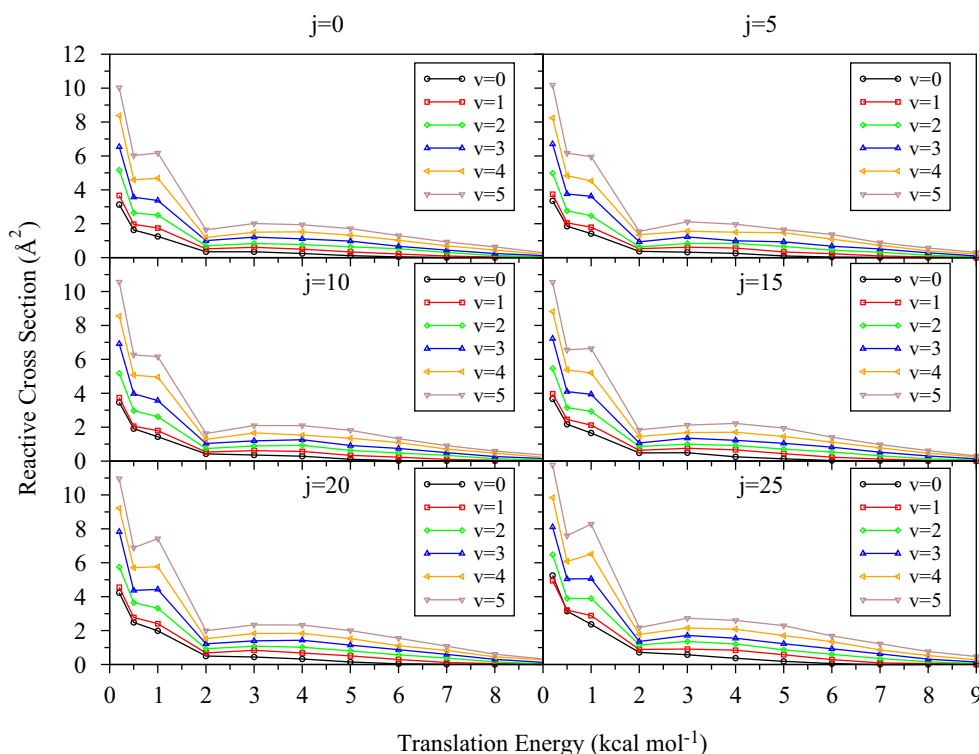 j=0 j=5
12
10
8
6
4
2
0
v=0
v=1
v=2
v=3
v=4
v=5
v=0
v=1
v=2
v=3
v=4
v=5
j=10 j=15
10
8
6
4
2
0
v=0
v=1
v=2
v=3
v=4
v=5
v=0
v=1
v=2
v=3
v=4
v=5
j=20 j=25
10
8
6
4
2
0
v=0
v=1
v=2
v=3
v=4
v=5
v=0
v=1
v=2
v=3
v=4
v=5
0 1 2 3 4 5 6 7 8 0 1 2 3 4 5 6 7 8 9
Reactive Cross Section (Å²)
Translation Energy (kcal mol⁻¹)